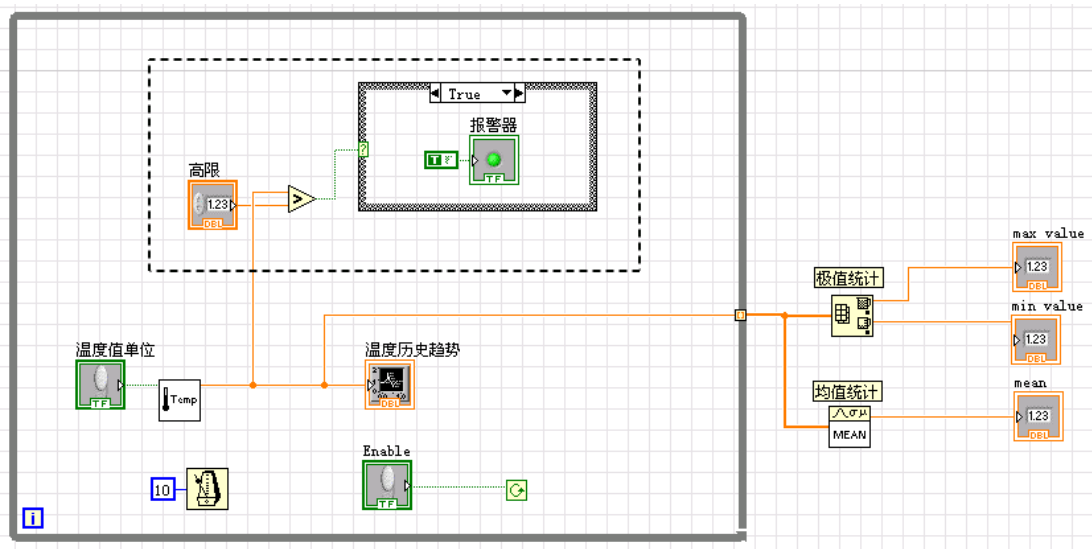 True
报警器
T F
TF
高限
1.23
DBL
?
>
max value
1.23
DBL
极值统计
min value
1.23
DBL
温度值单位
TF
Temp
温度历史趋势
DBL
均值统计
MEAN
mean
1.23
DBL
Enable
TF
10
i